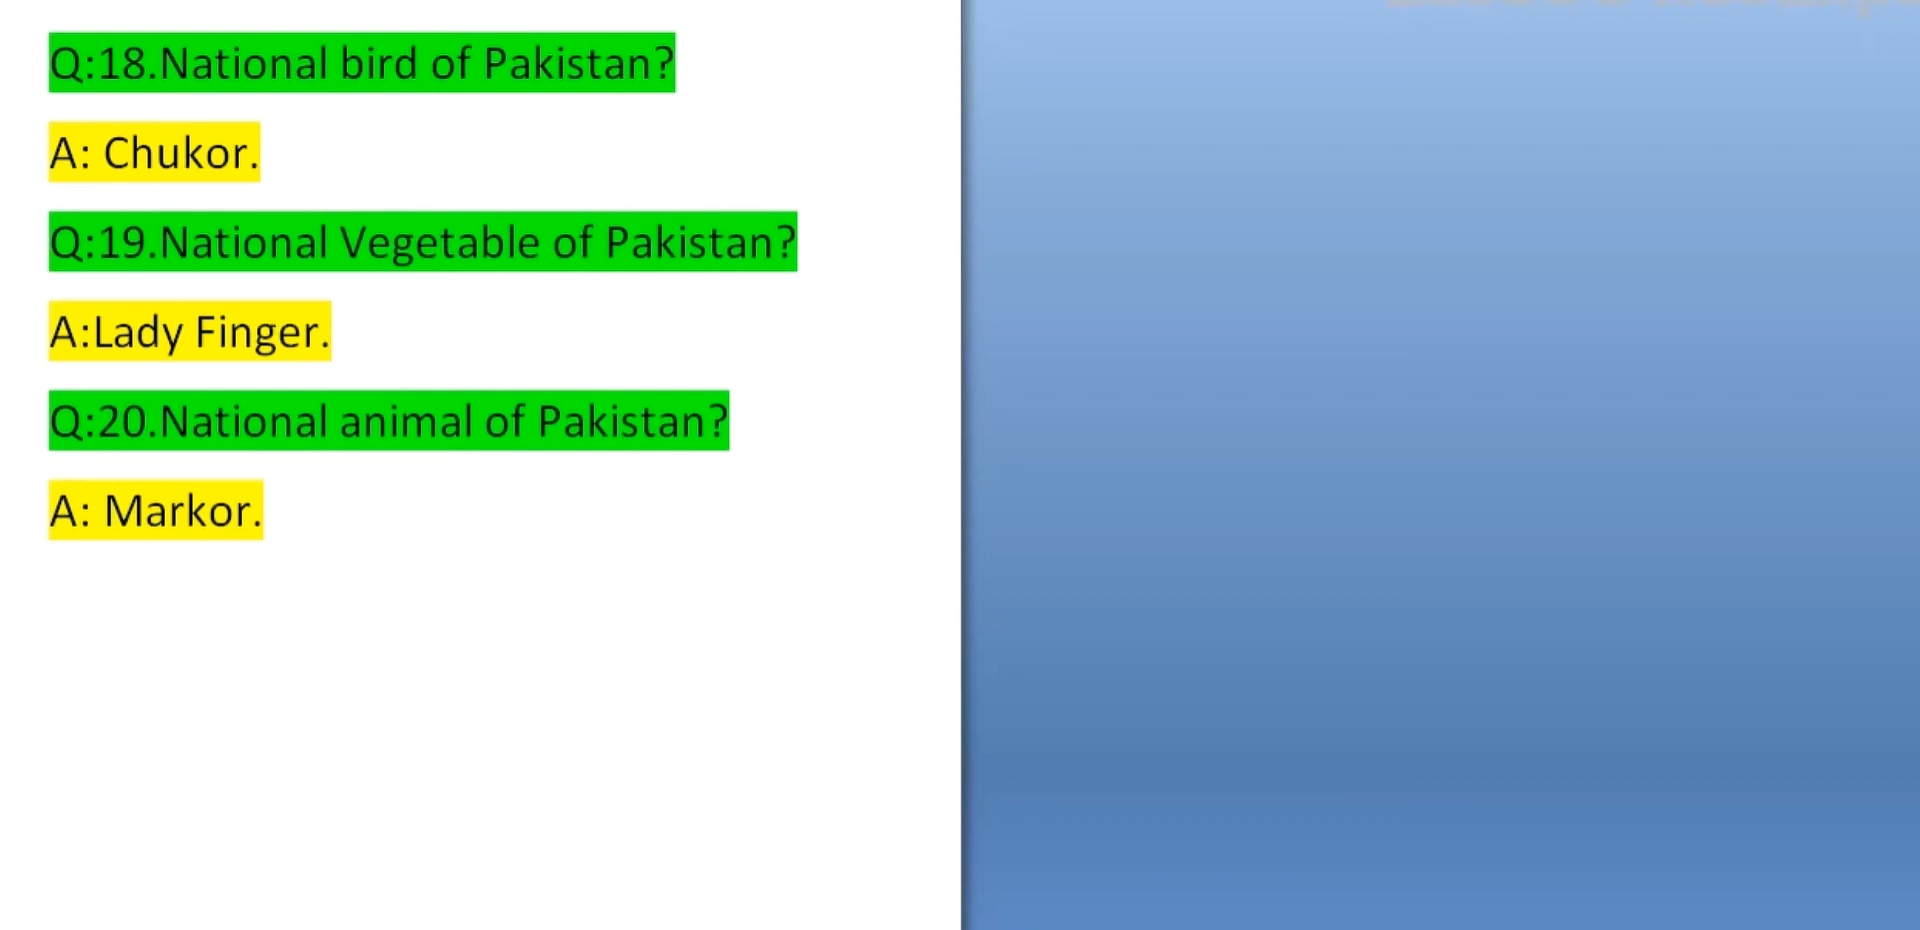 Q:18.National bird of Pakistan?
A: Chukor.
Q:19.National Vegetable of Pakistan?
A:Lady Finger.
Q:20.National animal of Pakistan?
A: Markor.